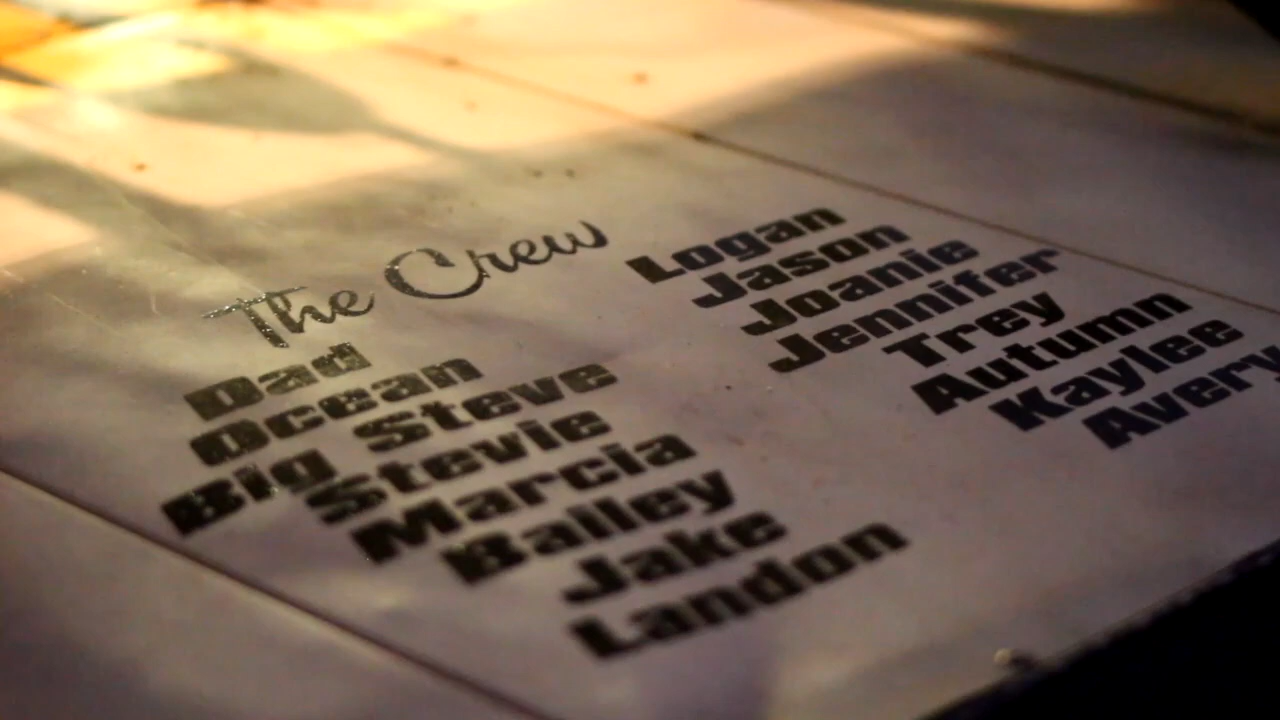 The Crew
Dad
Ocean
Big Steve
Stevie
Marcia
Bailey
Jake
Landon
Logan
Jason
Joanie
Jennifer
Trey
Autumn
Kaylee
Avery